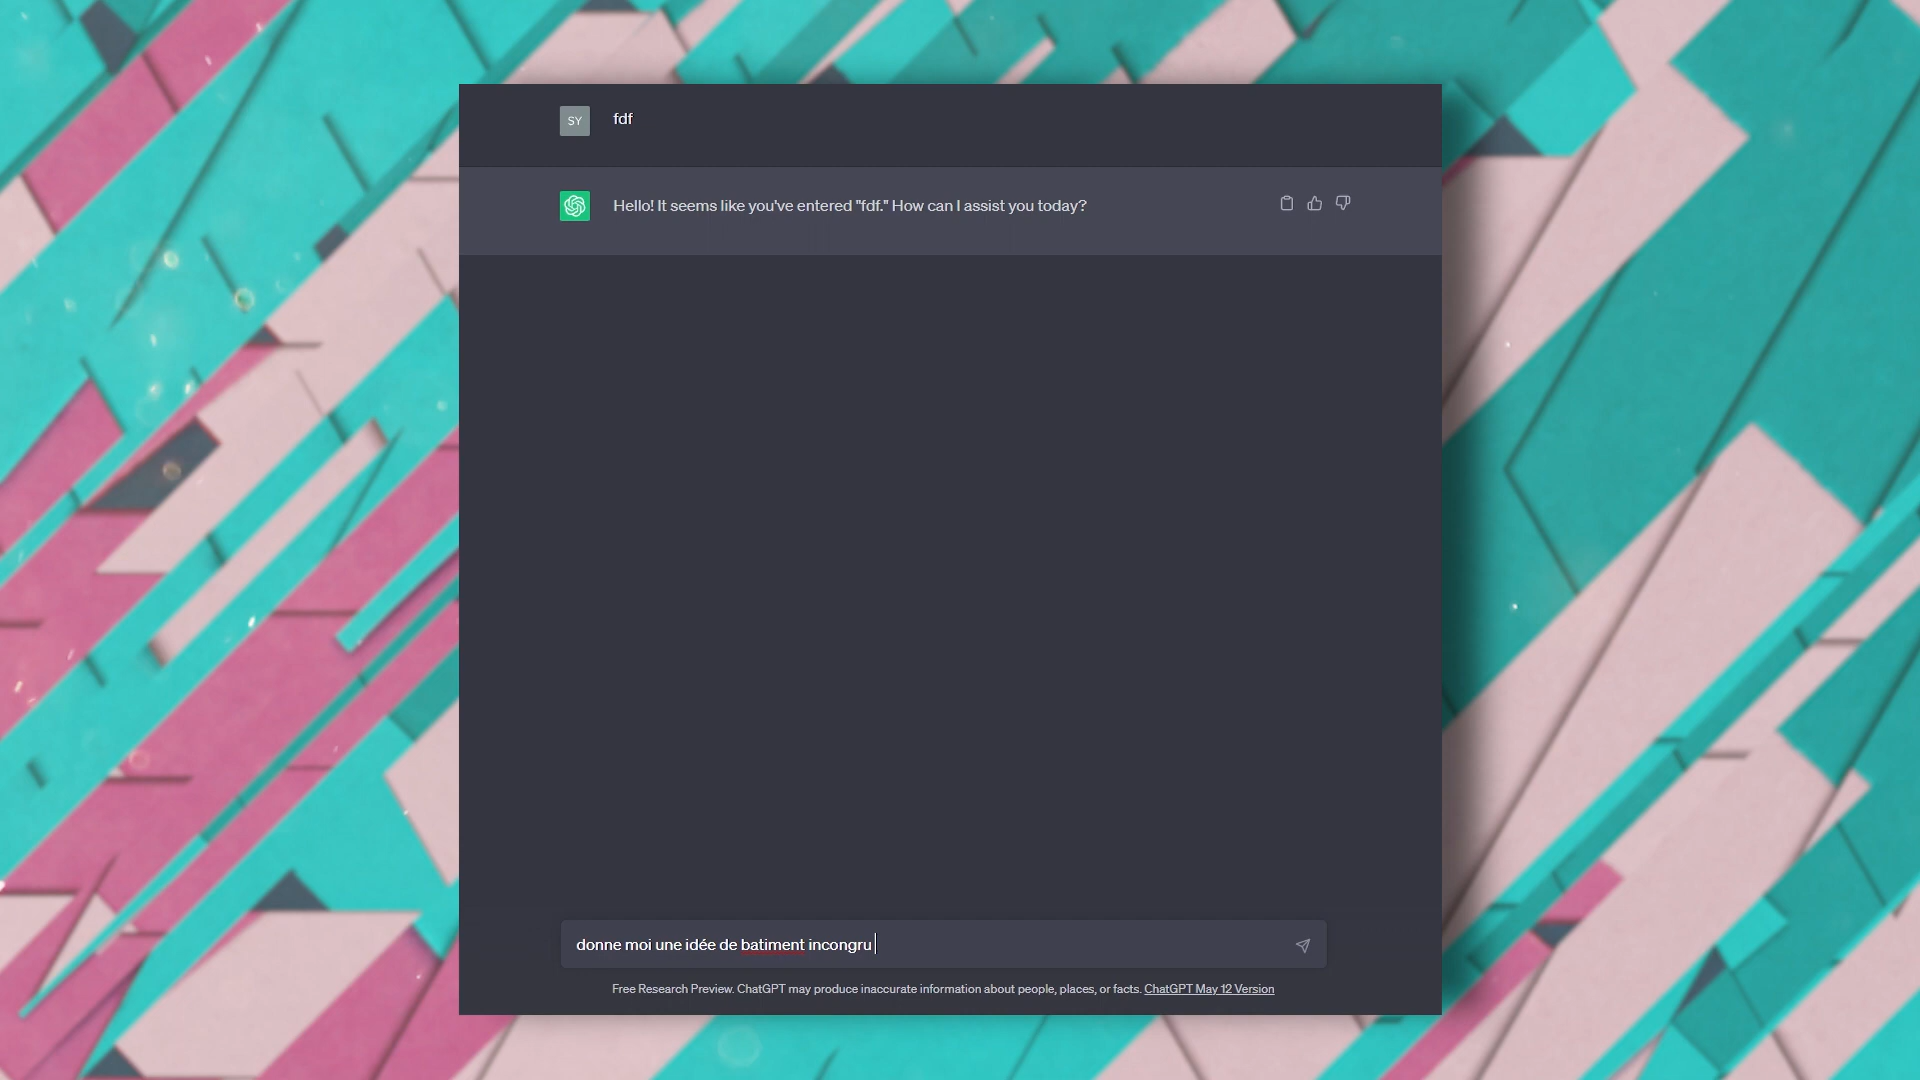 SY
fdf
Hello! It seems like you've entered "fdf." How can I assist you today?
donne moi une idée de batiment incongru
Free Research Preview. ChatGPT may produce inaccurate information about people, places, or facts. ChatGPT May 12 Version